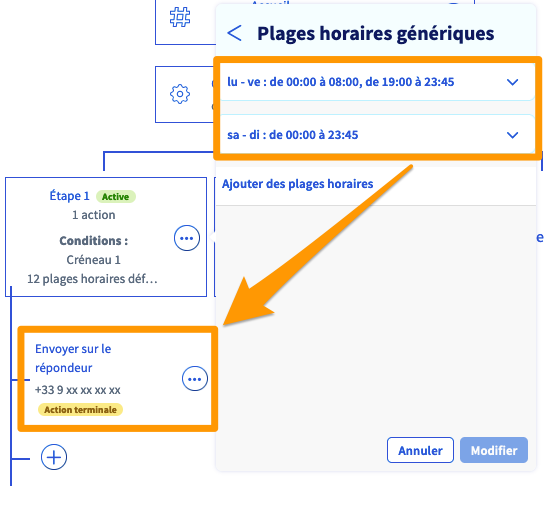 Accueil
Plages horaires génériques
lu - ve : de 00:00 à 08:00, de 19:00 à 23:45
sa - di : de 00:00 à 23:45
Ajouter des plages horaires
Étape 1 Active
1 action
Conditions :
Créneau 1
12 plages horaires déf…
Envoyer sur le
répondeur
+33 9 xx xx xx xx
Action terminale
Annuler Modifier